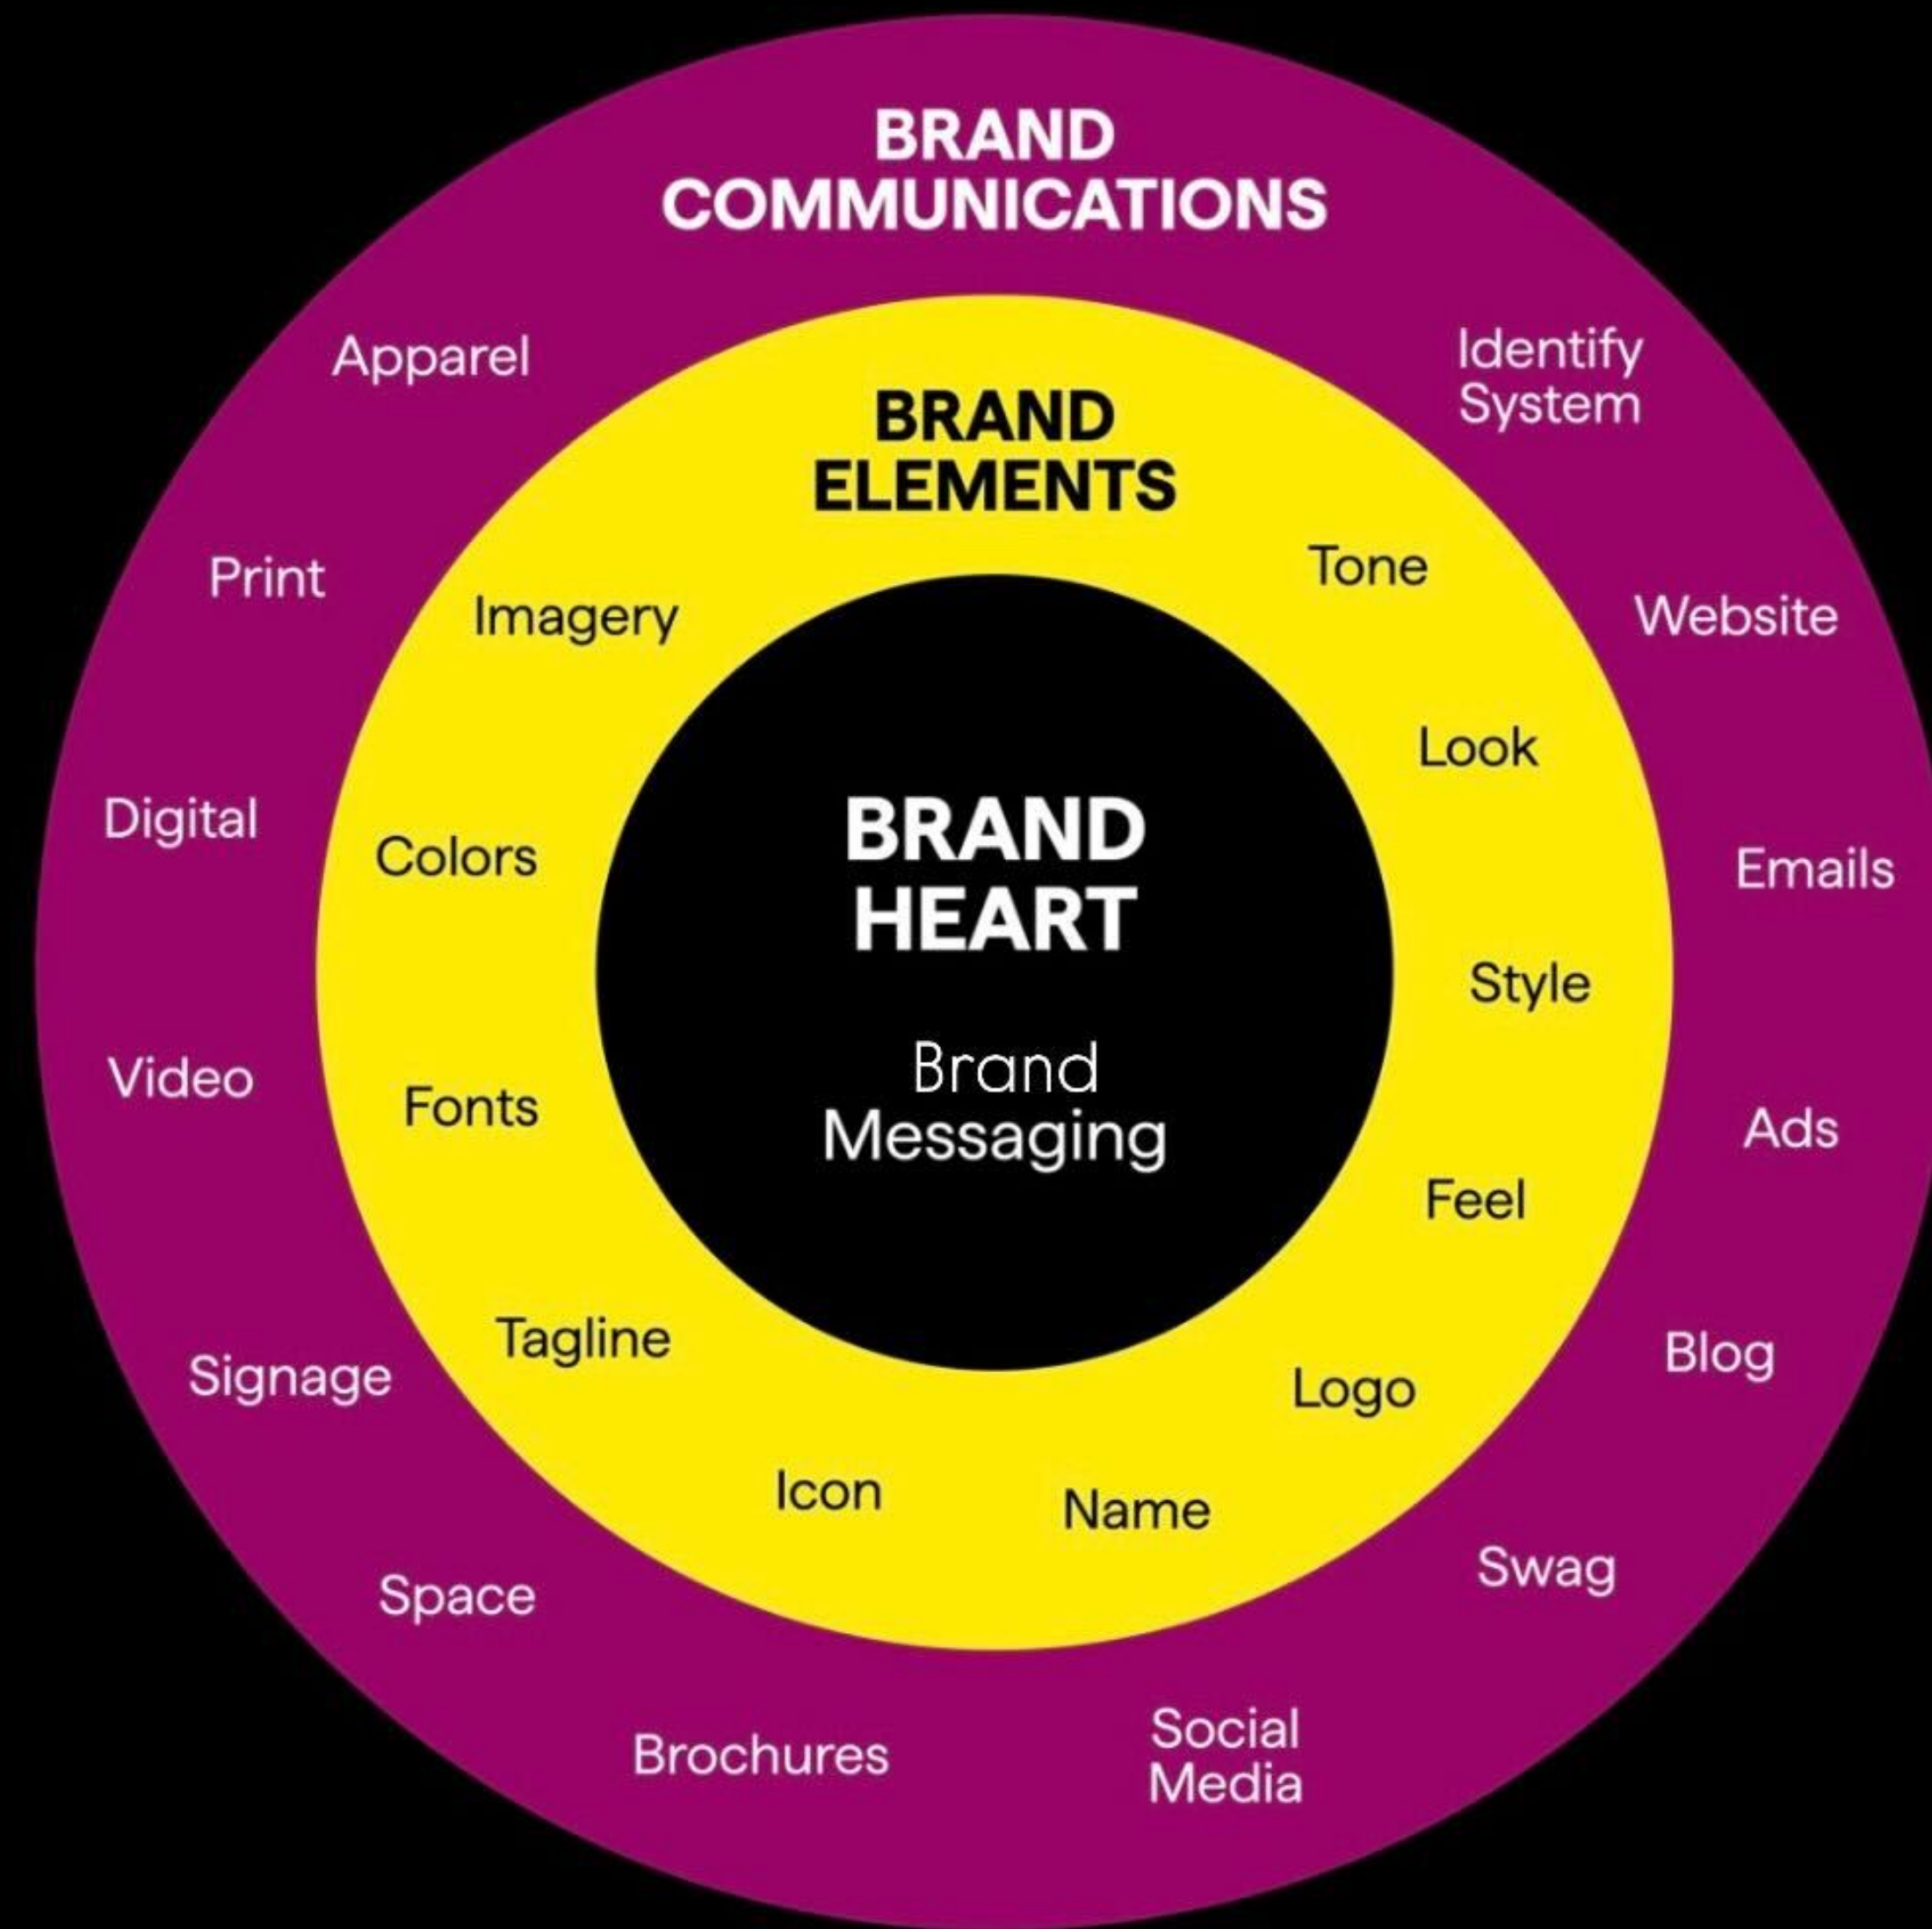 BRAND
COMMUNICATIONS
Apparel
Identify
System
Print
Website
Digital
Emails
Video
Ads
Signage
Blog
Space
Swag
Brochures
Social
Media
BRAND
ELEMENTS
Tone
Imagery
Look
Colors
Style
Fonts
Feel
Tagline
Logo
Icon
Name
BRAND
HEART
Brand
Messaging